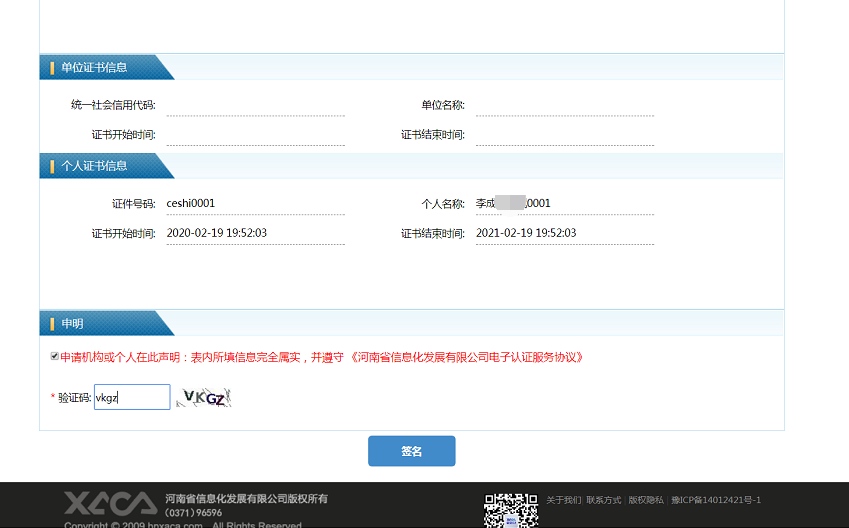 单位证书信息
统一社会信用代码: 单位名称:
证书开始时间: 证书结束时间:
个人证书信息
证件号码: ceshi0001 个人名称: 李成 0001
证书开始时间: 2020-02-19 19:52:03 证书结束时间: 2021-02-19 19:52:03
申明
申请机构或个人在此声明：表内所填信息完全属实，并遵守 《河南省信息化发展有限公司电子认证服务协议》
* 验证码: vkgz VKGZ
签名
XACA 河南省信息化发展有限公司版权所有
(0371)96596
Copyright © 2009 hnxaca.com All Rights Reserved
关于我们 | 联系方式 | 版权隐私 | 豫ICP备14012421号-1